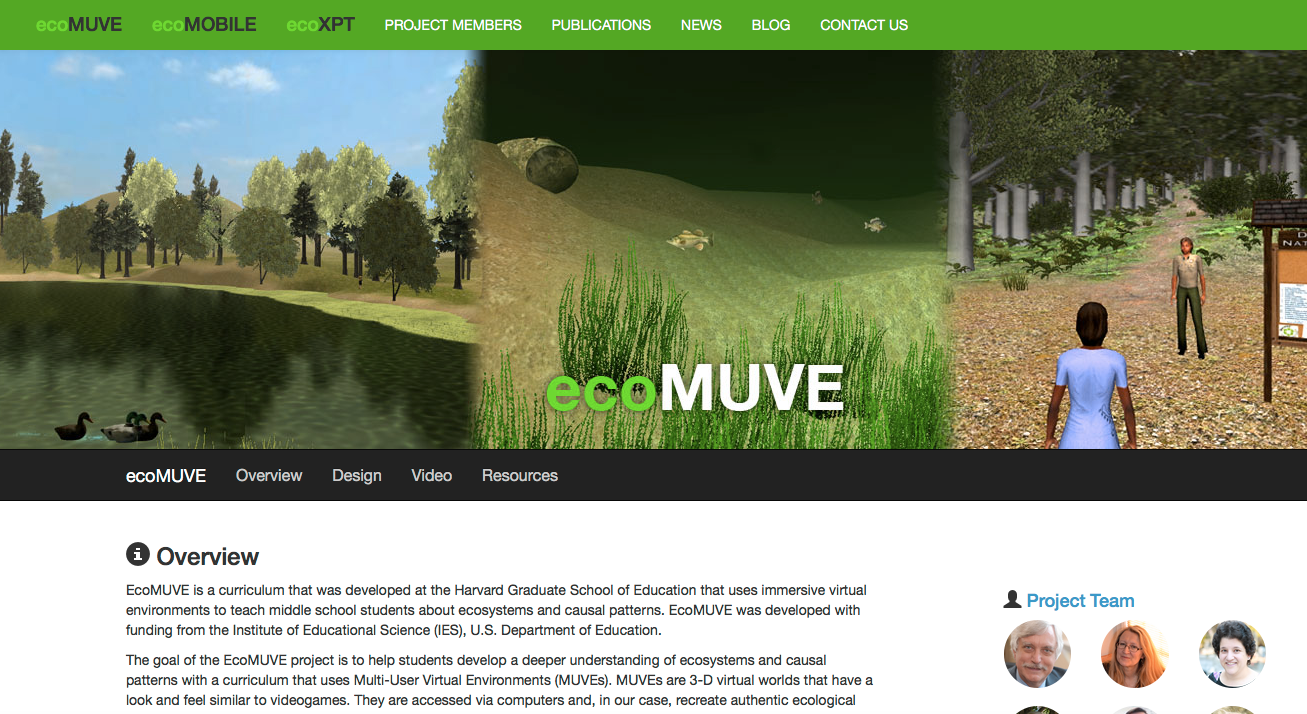 ecoMUVE ecoMOBILE ecoXPT PROJECT MEMBERS PUBLICATIONS NEWS BLOG CONTACT US
ecoMUVE
ecoMUVE Overview Design Video Resources
Overview
EcoMUVE is a curriculum that was developed at the Harvard Graduate School of Education that uses immersive virtual
environments to teach middle school students about ecosystems and causal patterns. EcoMUVE was developed with
funding from the Institute of Educational Science (IES), U.S. Department of Education.
The goal of the EcoMUVE project is to help students develop a deeper understanding of ecosystems and causal
patterns with a curriculum that uses Multi-User Virtual Environments (MUVEs). MUVEs are 3-D virtual worlds that have a
look and feel similar to videogames. They are accessed via computers and, in our case, recreate authentic ecological
Project Team